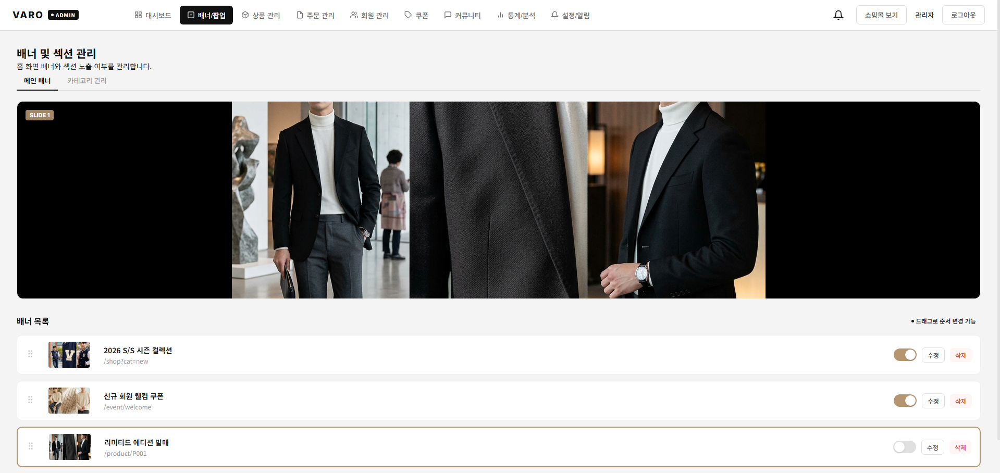 VARO ADMIN
대시보드
배너/팝업
상품 관리
주문 관리
회원 관리
쿠폰
커뮤니티
통계/분석
설정/알림
쇼핑몰 보기
관리자
로그아웃
배너 및 섹션 관리
홈 화면 배너와 섹션 노출 여부를 관리합니다.
메인 배너
카테고리 관리
SLIDE 1
배너 목록
드래그로 순서 변경 가능
2026 S/S 시즌 컬렉션
/shop?cat=new
수정
삭제
신규 회원 웰컴 쿠폰
/event/welcome
수정
삭제
리미티드 에디션 발매
/product/P001
수정
삭제